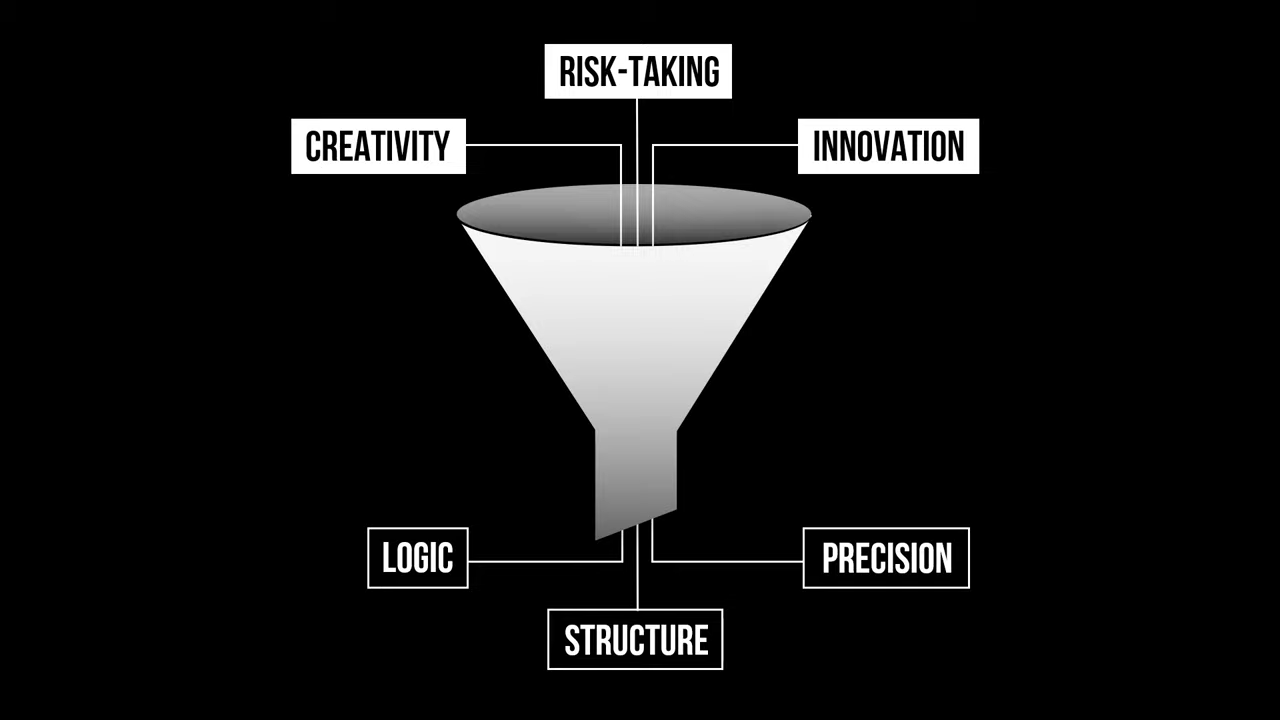 RISK-TAKING
CREATIVITY
INNOVATION
LOGIC
PRECISION
STRUCTURE